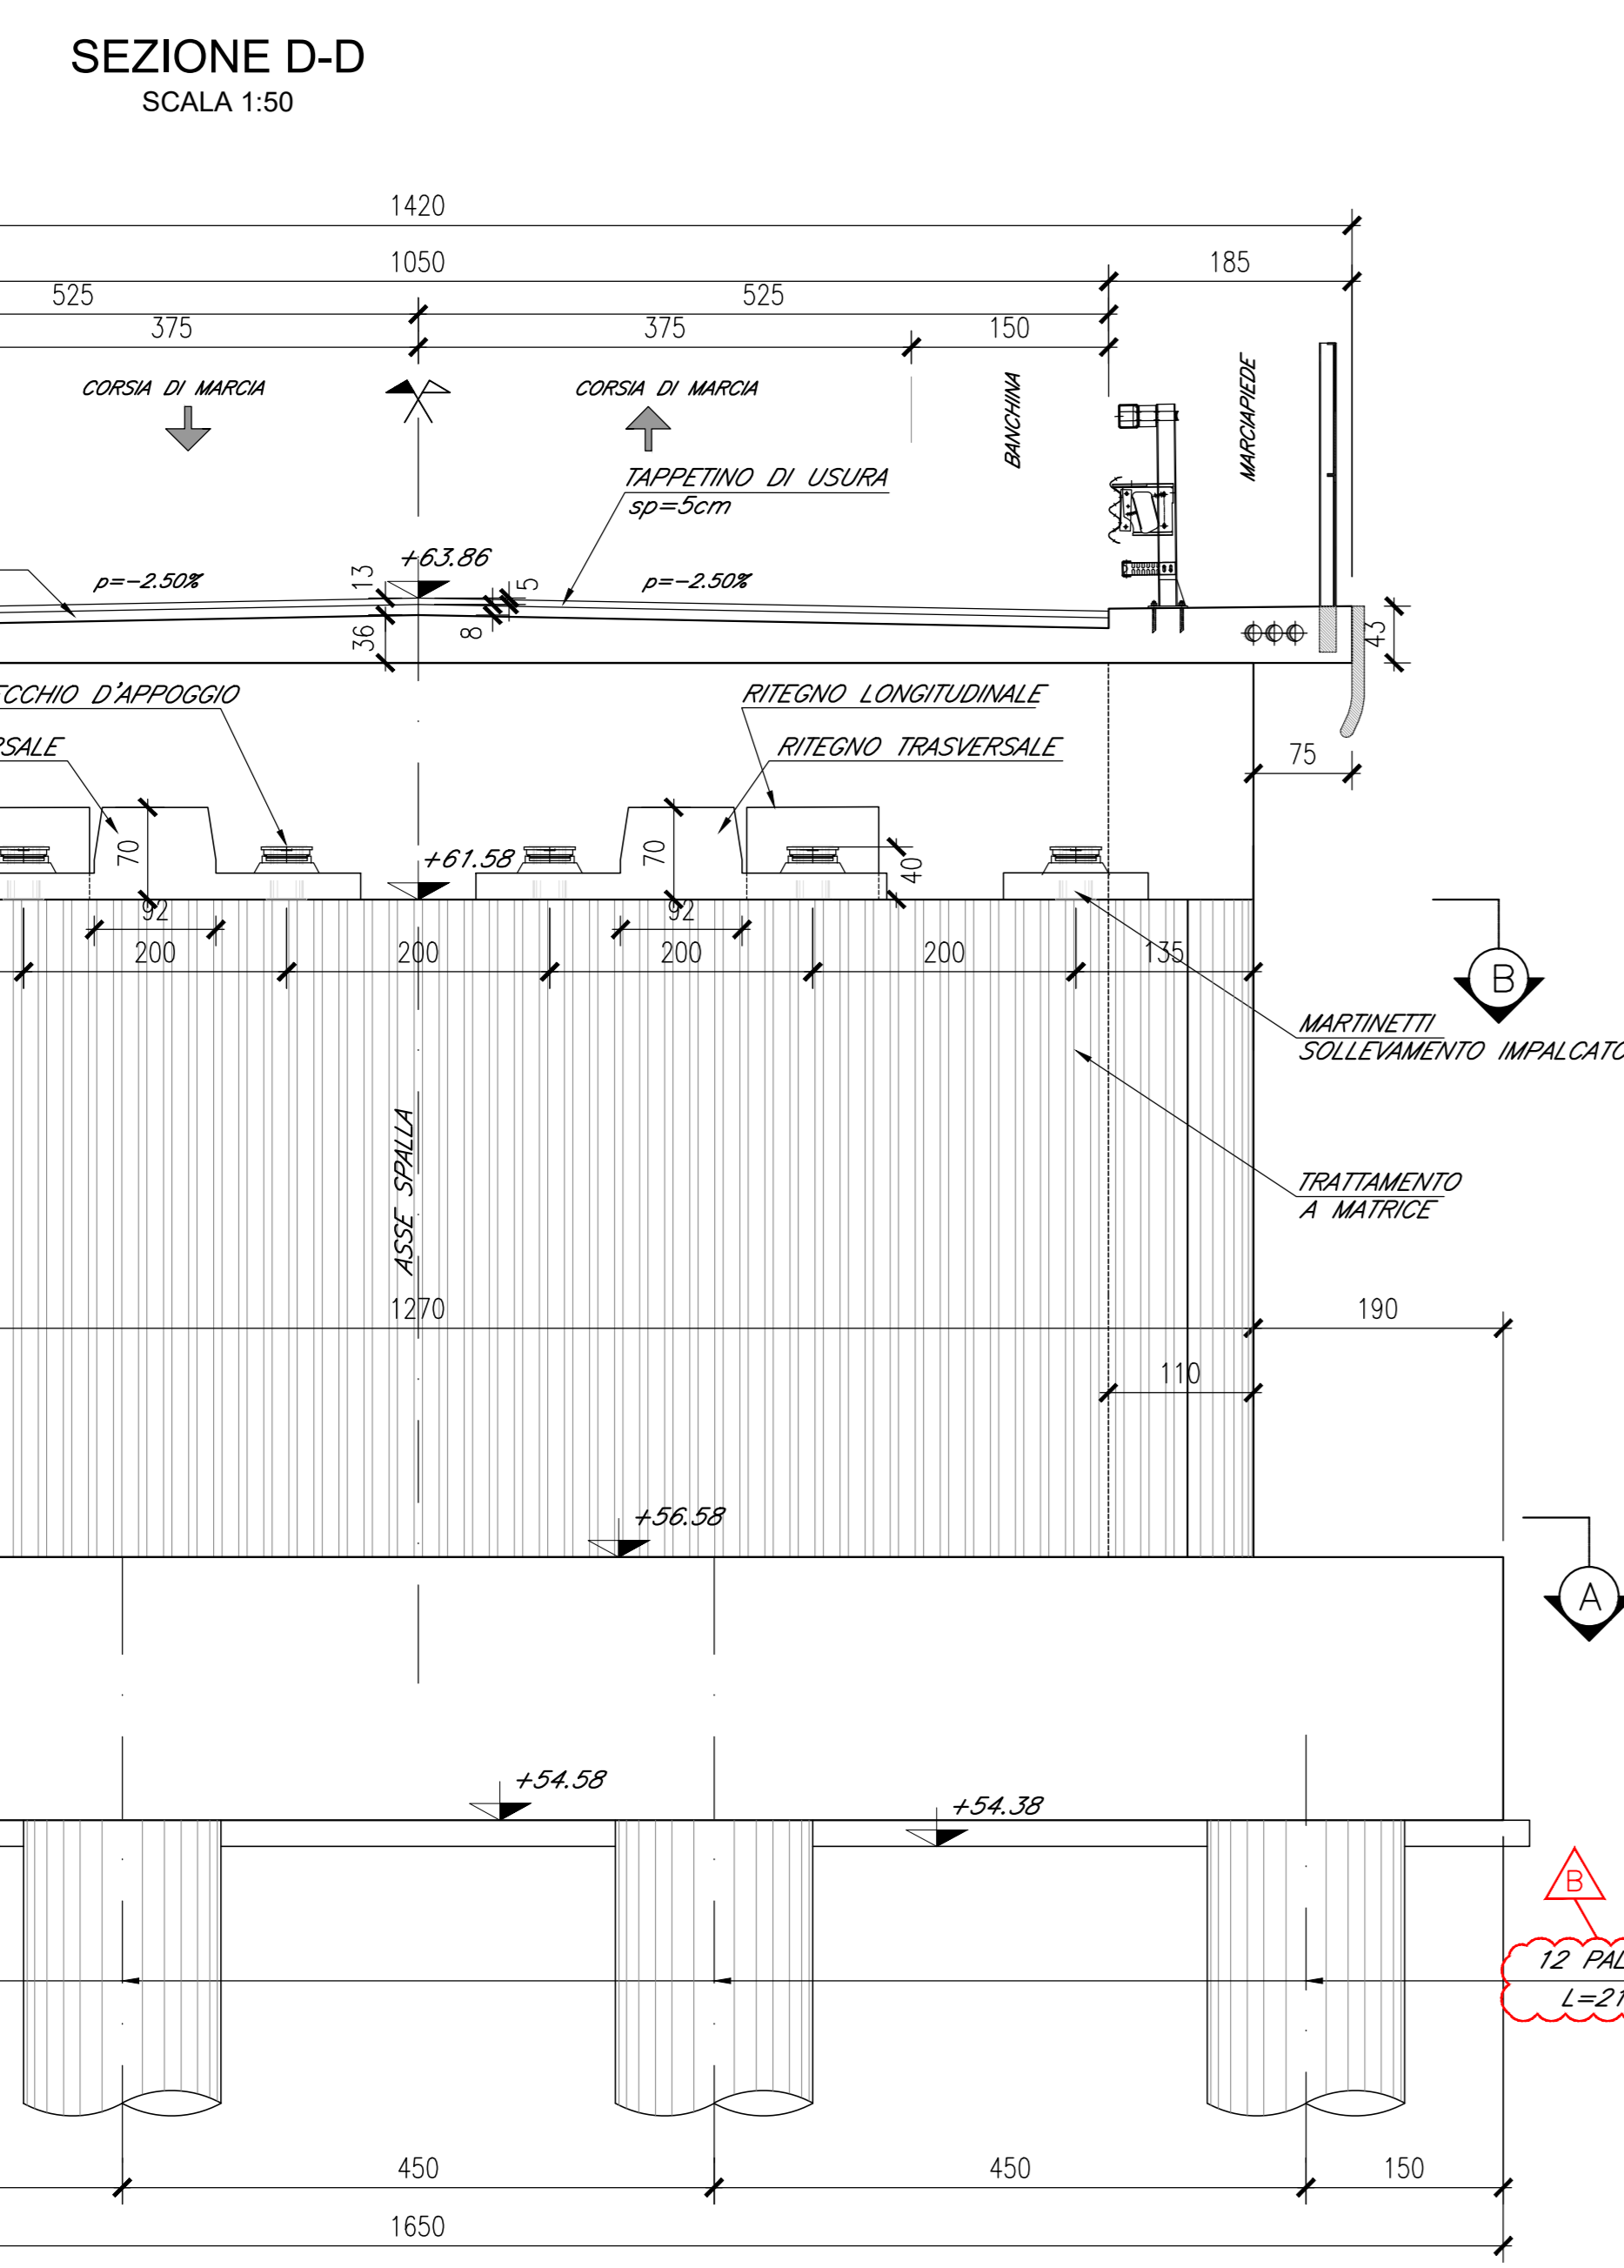 SEZIONE D-D
SCALA 1:50
1420
1050
185
525
525
375
375
150
CORSIA DI MARCIA
CORSIA DI MARCIA
BANCHINA
MARCIAPIEDE
TAPPETINO DI USURA
sp=5cm
+63.86
p=-2.50%
p=-2.50%
13
5
36
8
43
ECCHIO D'APPOGGIO
RITEGNO LONGITUDINALE
RSALE
RITEGNO TRASVERSALE
75
70
70
40
+61.58
92
92
200
200
200
200
135
B
MARTINETTI
SOLLEVAMENTO IMPALCATO
ASSE SPALLA
TRATTAMENTO
A MATRICE
1270
190
110
+56.58
A
+54.58
+54.38
B
12 PAL
L=21
450
450
150
1650